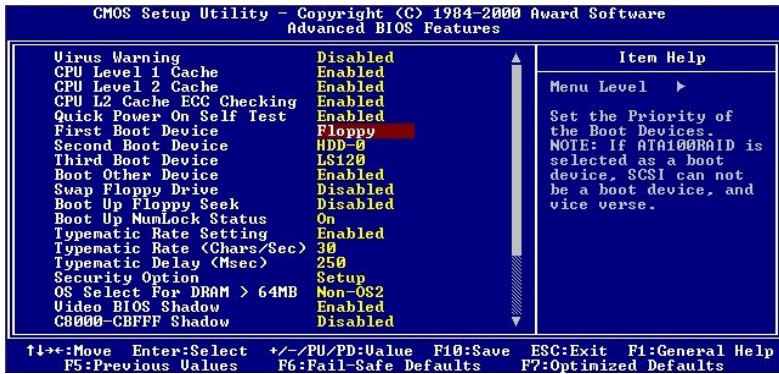 CMOS Setup Utility - Copyright (C) 1984-2000 Award Software
Advanced BIOS Features
Virus Warning Disabled
CPU Level 1 Cache Enabled
CPU Level 2 Cache Enabled
CPU L2 Cache ECC Checking Enabled
Quick Power On Self Test Enabled
First Boot Device Floppy
Second Boot Device HDD-0
Third Boot Device LS120
Boot Other Device Enabled
Swap Floppy Drive Disabled
Boot Up Floppy Seek Disabled
Boot Up NumLock Status On
Typematic Rate Setting Enabled
Typematic Rate (Chars/Sec) 30
Typematic Delay (Msec) 250
Security Option Setup
OS Select For DRAM > 64MB Non-OS2
Video BIOS Shadow Enabled
C8000-CBFFF Shadow Disabled
Item Help
Menu Level ▶
Set the Priority of
the Boot Devices.
NOTE: If ATA100RAID is
selected as a boot
device, SCSI can not
be a boot device, and
vice verse.
↑↓→←:Move Enter:Select +/-/PU/PD:Value F10:Save ESC:Exit F1:General Help
F5:Previous Values F6:Fail-Safe Defaults F7:Optimized Defaults